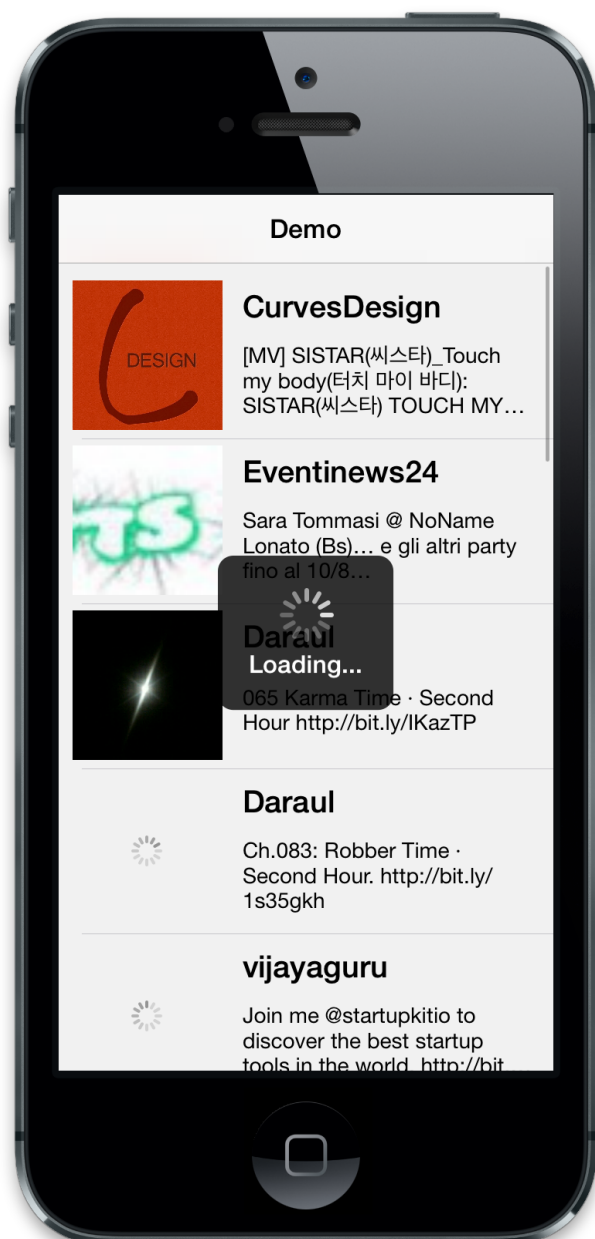 Demo
DESIGN
CurvesDesign
[MV] SISTAR(씨스타)_Touch
my body(터치 마이 바디):
SISTAR(씨스타) TOUCH MY…
TS
Eventinews24
Sara Tommasi @ NoName
Lonato (Bs)… e gli altri party
fino al 10/8…
Daraul
Loading...
065 Karma Time · Second
Hour http://bit.ly/IKazTP
Daraul
Ch.083: Robber Time ·
Second Hour. http://bit.ly/
1s35gkh
vijayaguru
Join me @startupkitio to
discover the best startup
tools in the world. http://bit…